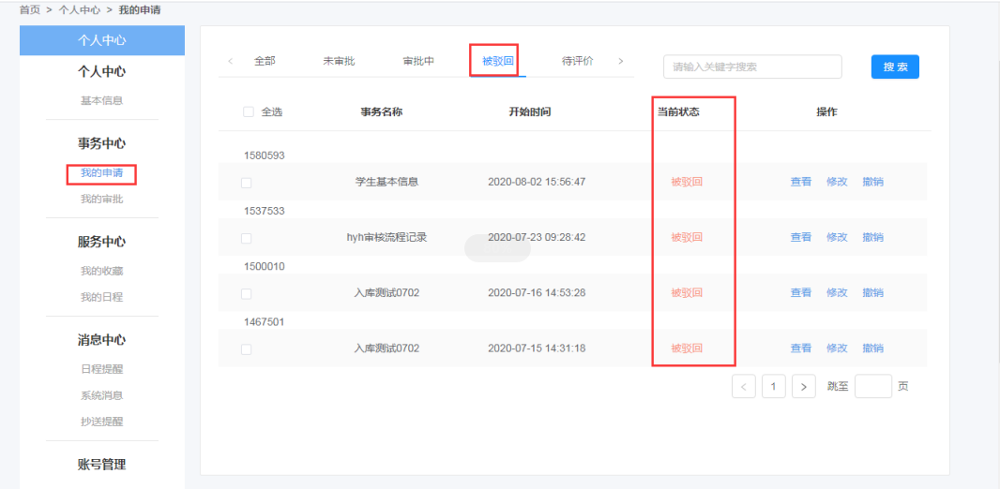 首页 > 个人中心 > 我的申请
个人中心
个人中心
基本信息
事务中心
我的申请
我的审批
服务中心
我的收藏
我的日程
消息中心
日程提醒
系统消息
抄送提醒
账号管理
< 全部 未审批 审批中 被驳回 待评价 >
请输入关键字搜索 搜 索
全选 事务名称 开始时间 当前状态 操作
1580593
学生基本信息 2020-08-02 15:56:47 被驳回 查看 修改 撤销
1537533
hyh审核流程记录 2020-07-23 09:28:42 被驳回 查看 修改 撤销
1500010
入库测试0702 2020-07-16 14:53:28 被驳回 查看 修改 撤销
1467501
入库测试0702 2020-07-15 14:31:18 被驳回 查看 修改 撤销
< 1 > 跳至 页